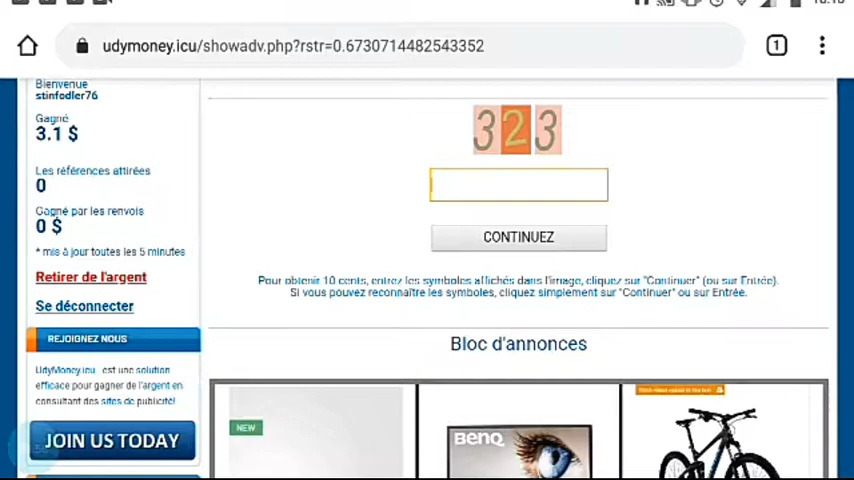 udymoney.icu/showadv.php?rstr=0.6730714482543352
1
Bienvenue
stinfodler76
Gagné
3.1 $
Les références attirées
0
Gagné par les renvois
0 $
* mis à jour toutes les 5 minutes
Retirer de l'argent
Se déconnecter
REJOIGNEZ NOUS
UdyMoney.icu - est une solution
efficace pour gagner de l'argent en
consultant des sites de publicité!
JOIN US TODAY
323
CONTINUEZ
Pour obtenir 10 cents, entrez les symboles affichés dans l'image, cliquez sur "Continuer" (ou sur Entrée).
Si vous pouvez reconnaître les symboles, cliquez simplement sur "Continuer" ou sur Entrée.
Bloc d'annonces
NEW
BenQ